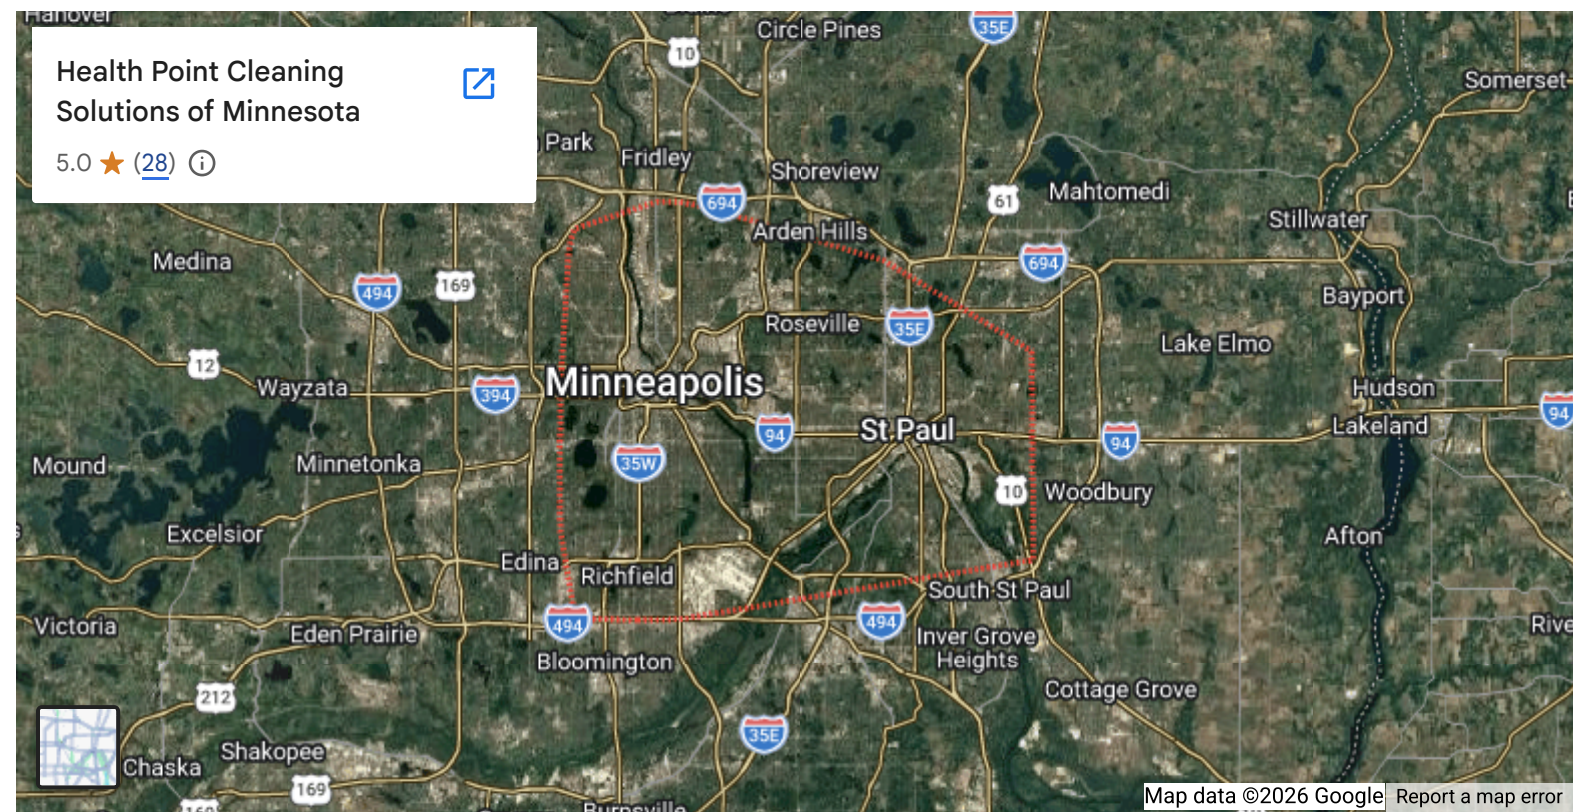 Hanover
Circle Pines
35E
10
Somerset
Health Point Cleaning
Solutions of Minnesota
5.0 ★ (28)
Park
Fridley
Shoreview
694
61
Mahtomedi
Stillwater
Arden Hills
Medina
494
169
694
Bayport
Roseville
35E
Lake Elmo
12
Wayzata
394
Minneapolis
Hudson
94
St Paul
94
94
Lakeland
Mound
Minnetonka
35W
10
Woodbury
Excelsior
Afton
Edina
Richfield
South St Paul
Victoria
Eden Prairie
494
494
Inver Grove
Heights
Rive
Bloomington
212
Cottage Grove
35E
Shakopee
Chaska
169
169
Burnsville
Map data ©2026 Google
Report a map error